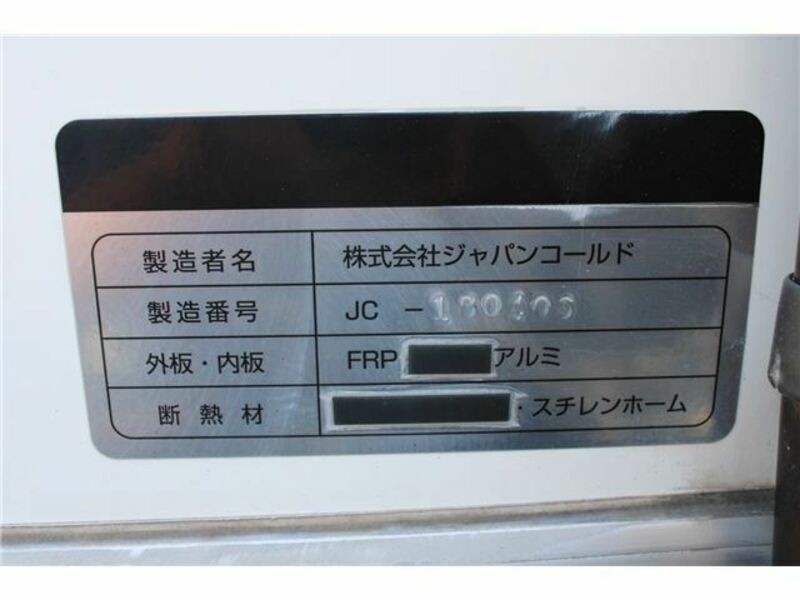 製造者名 株式会社ジャパンコールド
製造番号 JC -
外板・内板 FRP アルミ
断熱材 ・スチレンホーム